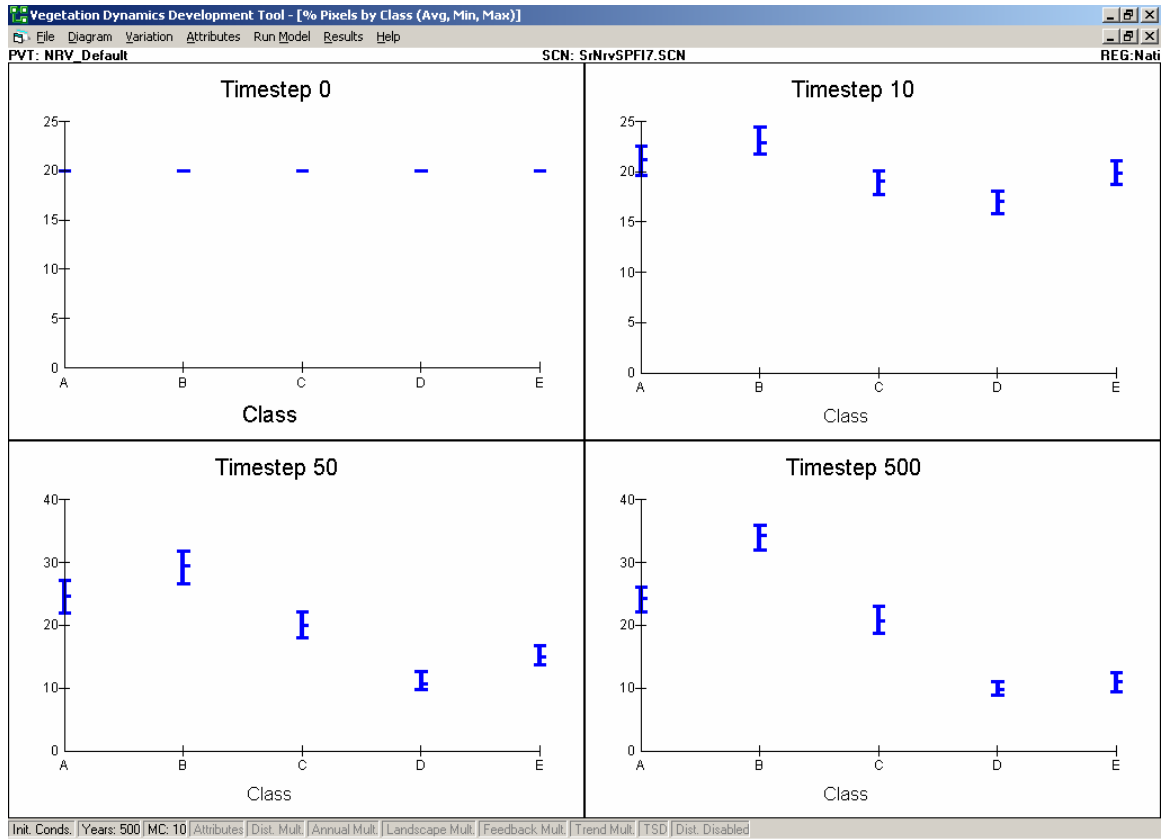 Vegetation Dynamics Development Tool - [% Pixels by Class (Avg, Min, Max)]
File Diagram Variation Attributes Run Model Results Help
PVT: NRV_Default SCN: SrNrvSPFI7.SCN REG:Nati
Timestep 0
25
20
15
10
5
0
A B C D E
Class
Timestep 10
25
20
15
10
5
0
A B C D E
Class
Timestep 50
40
30
20
10
0
A B C D E
Class
Timestep 500
40
30
20
10
0
A B C D E
Class
Init. Conds. Years: 500 MC: 10 Attributes Dist. Mult. Annual Mult. Landscape Mult. Feedback Mult. Trend Mult. TSD Dist. Disabled